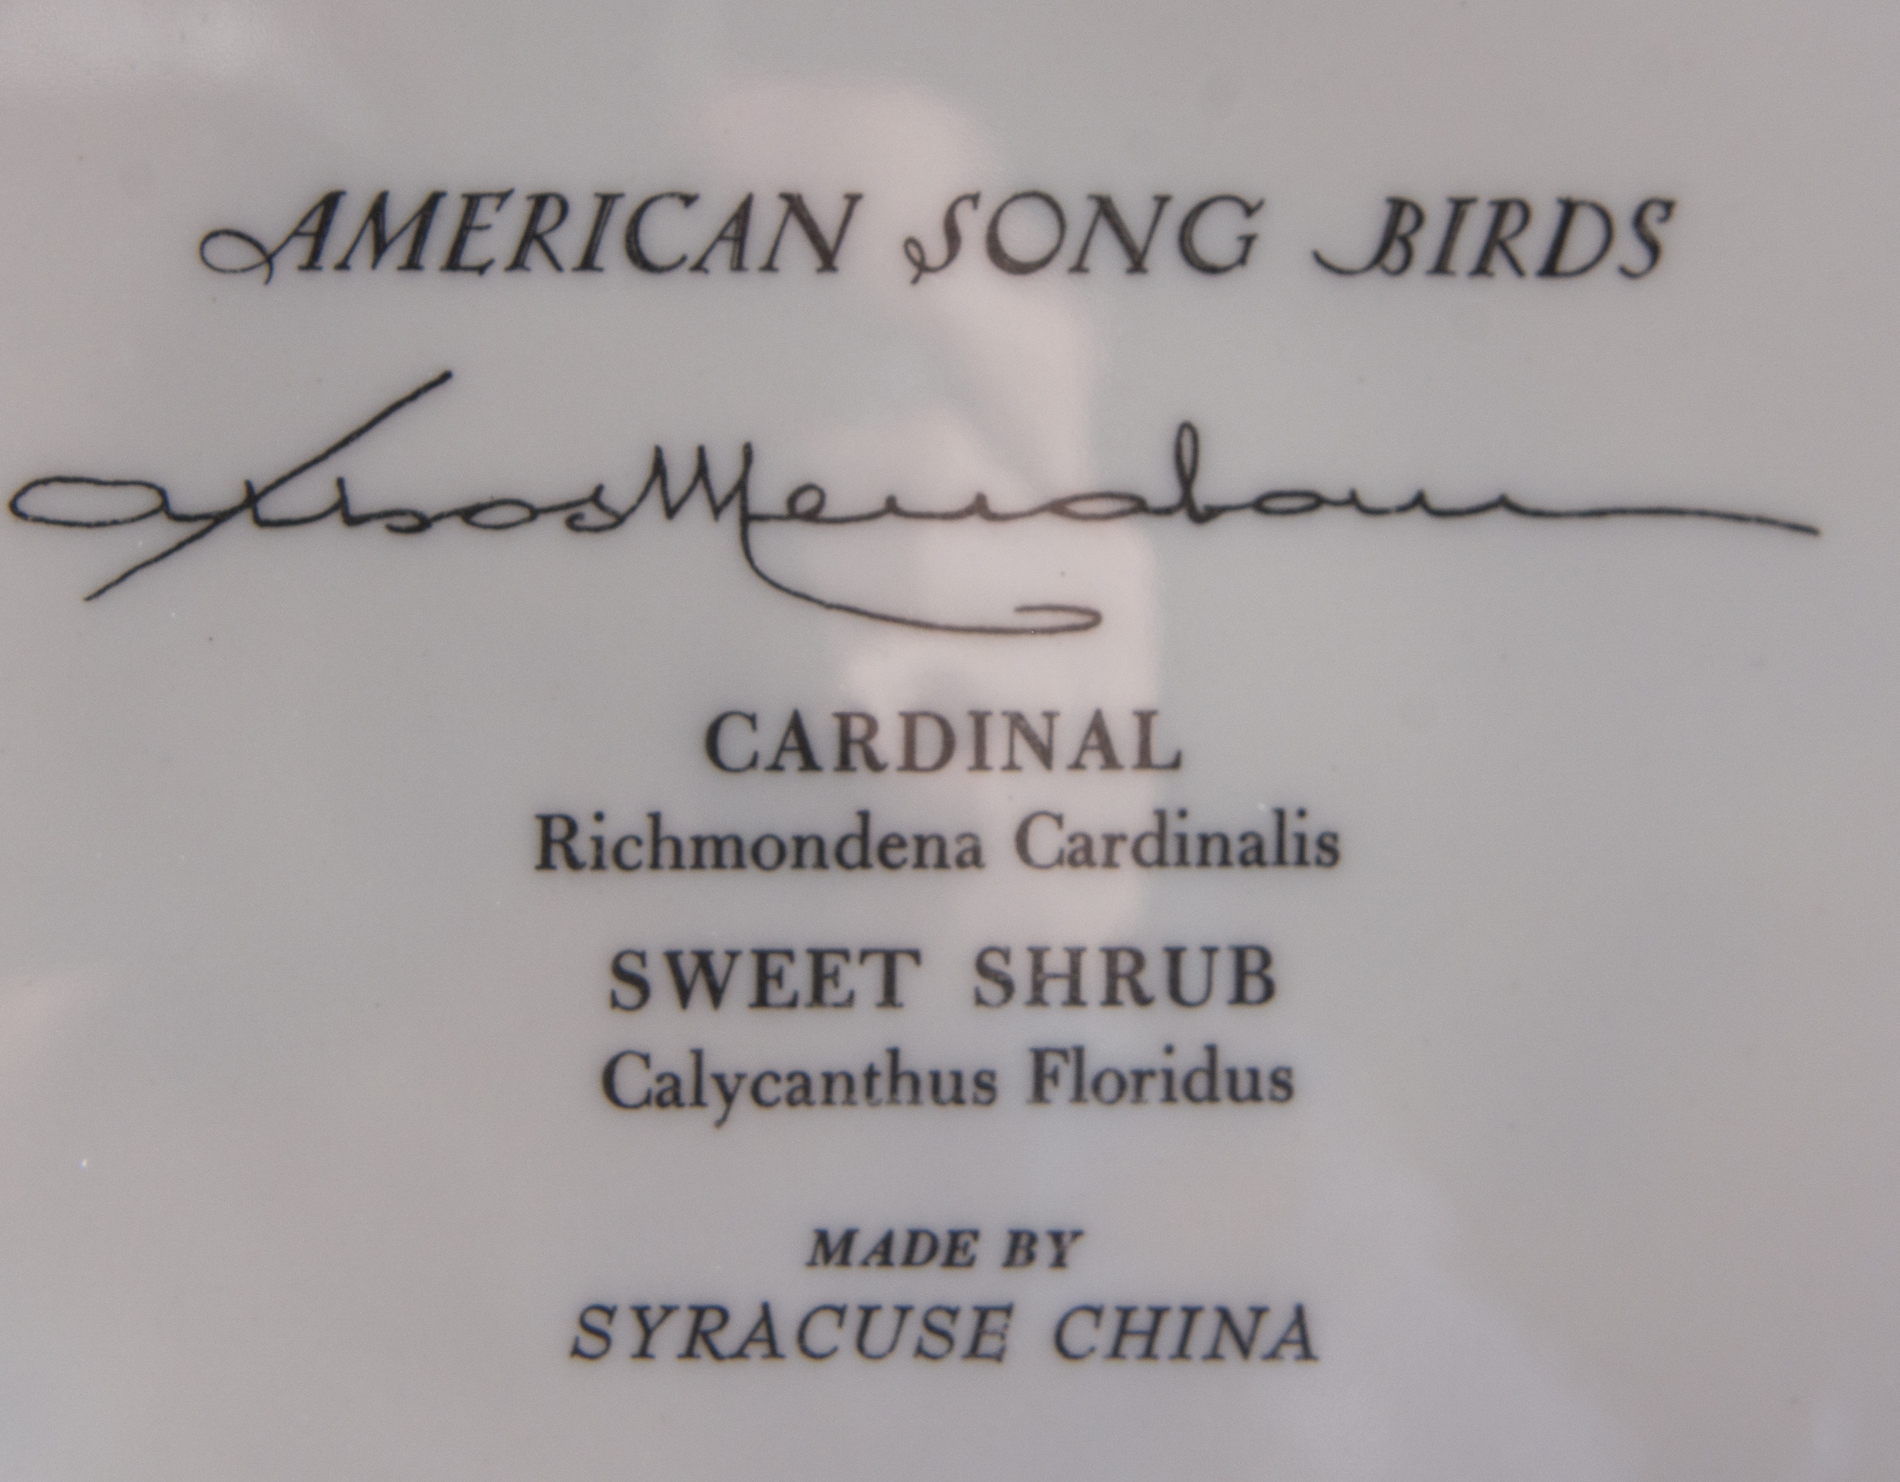 AMERICAN SONG BIRDS
CARDINAL
Richmondena Cardinalis
SWEET SHRUB
Calycanthus Floridus
MADE BY
SYRACUSE CHINA